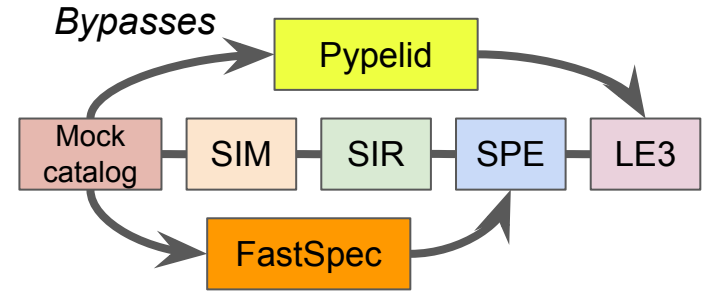 Bypasses
Pypelid
Mock
catalog
SIM
SIR
SPE
LE3
FastSpec